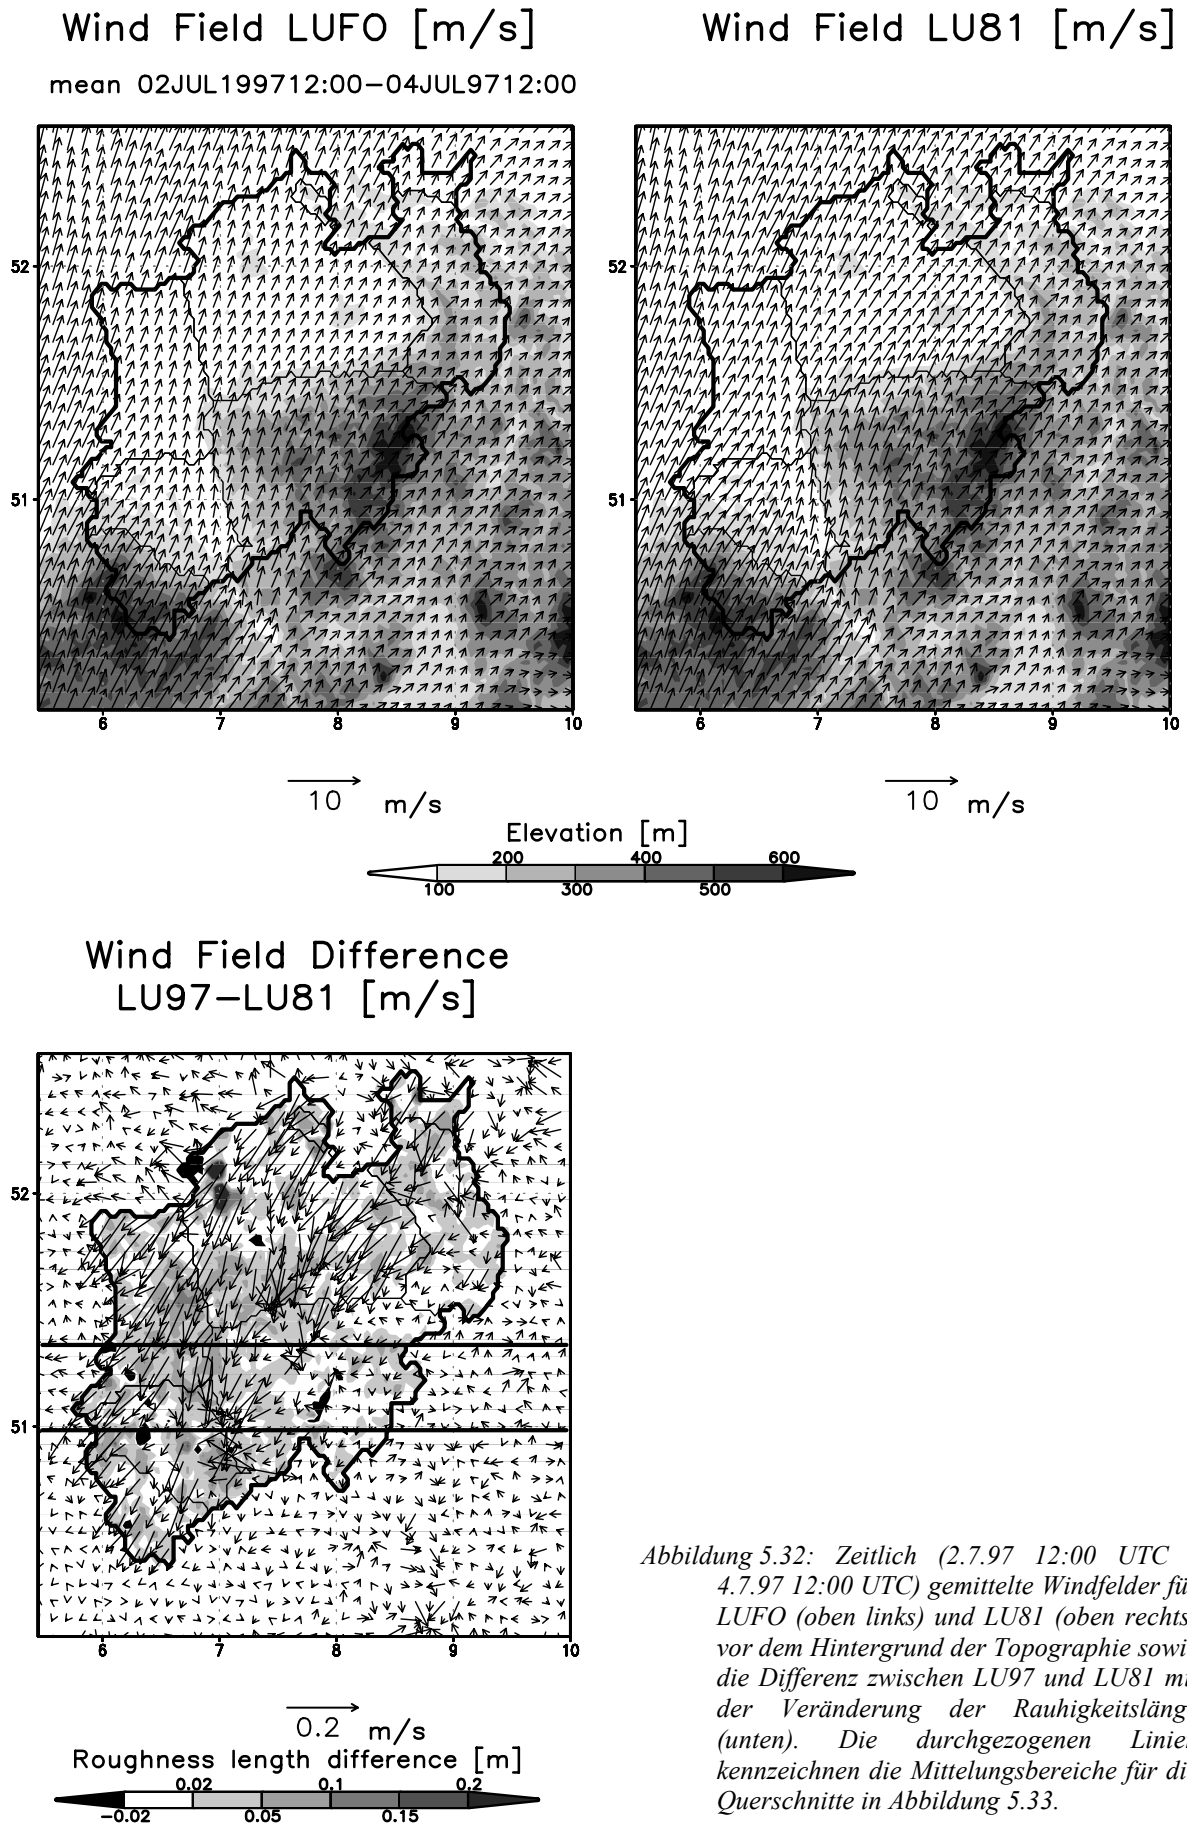 Wind Field LUFO [m/s]
Wind Field LU81 [m/s]
mean 02JUL199712:00–04JUL9712:00
52
51
6 7 8 9 10
52
51
6 7 8 9 10
10 m/s
10 m/s
Elevation [m]
200 400 600
100 300 500
Wind Field Difference
LU97–LU81 [m/s]
52
51
6 7 8 9 10
0.2 m/s
Roughness length difference [m]
0.02 0.1 0.2
–0.02 0.05 0.15
Abbildung 5.32: Zeitlich (2.7.97 12:00 UTC
4.7.97 12:00 UTC) gemittelte Windfelder fü
LUFO (oben links) und LU81 (oben rechts
vor dem Hintergrund der Topographie sowi
die Differenz zwischen LU97 und LU81 mi
der Veränderung der Rauhigkeitsläng
(unten). Die durchgezogenen Linie
kennzeichnen die Mittelungsbereiche für di
Querschnitte in Abbildung 5.33.